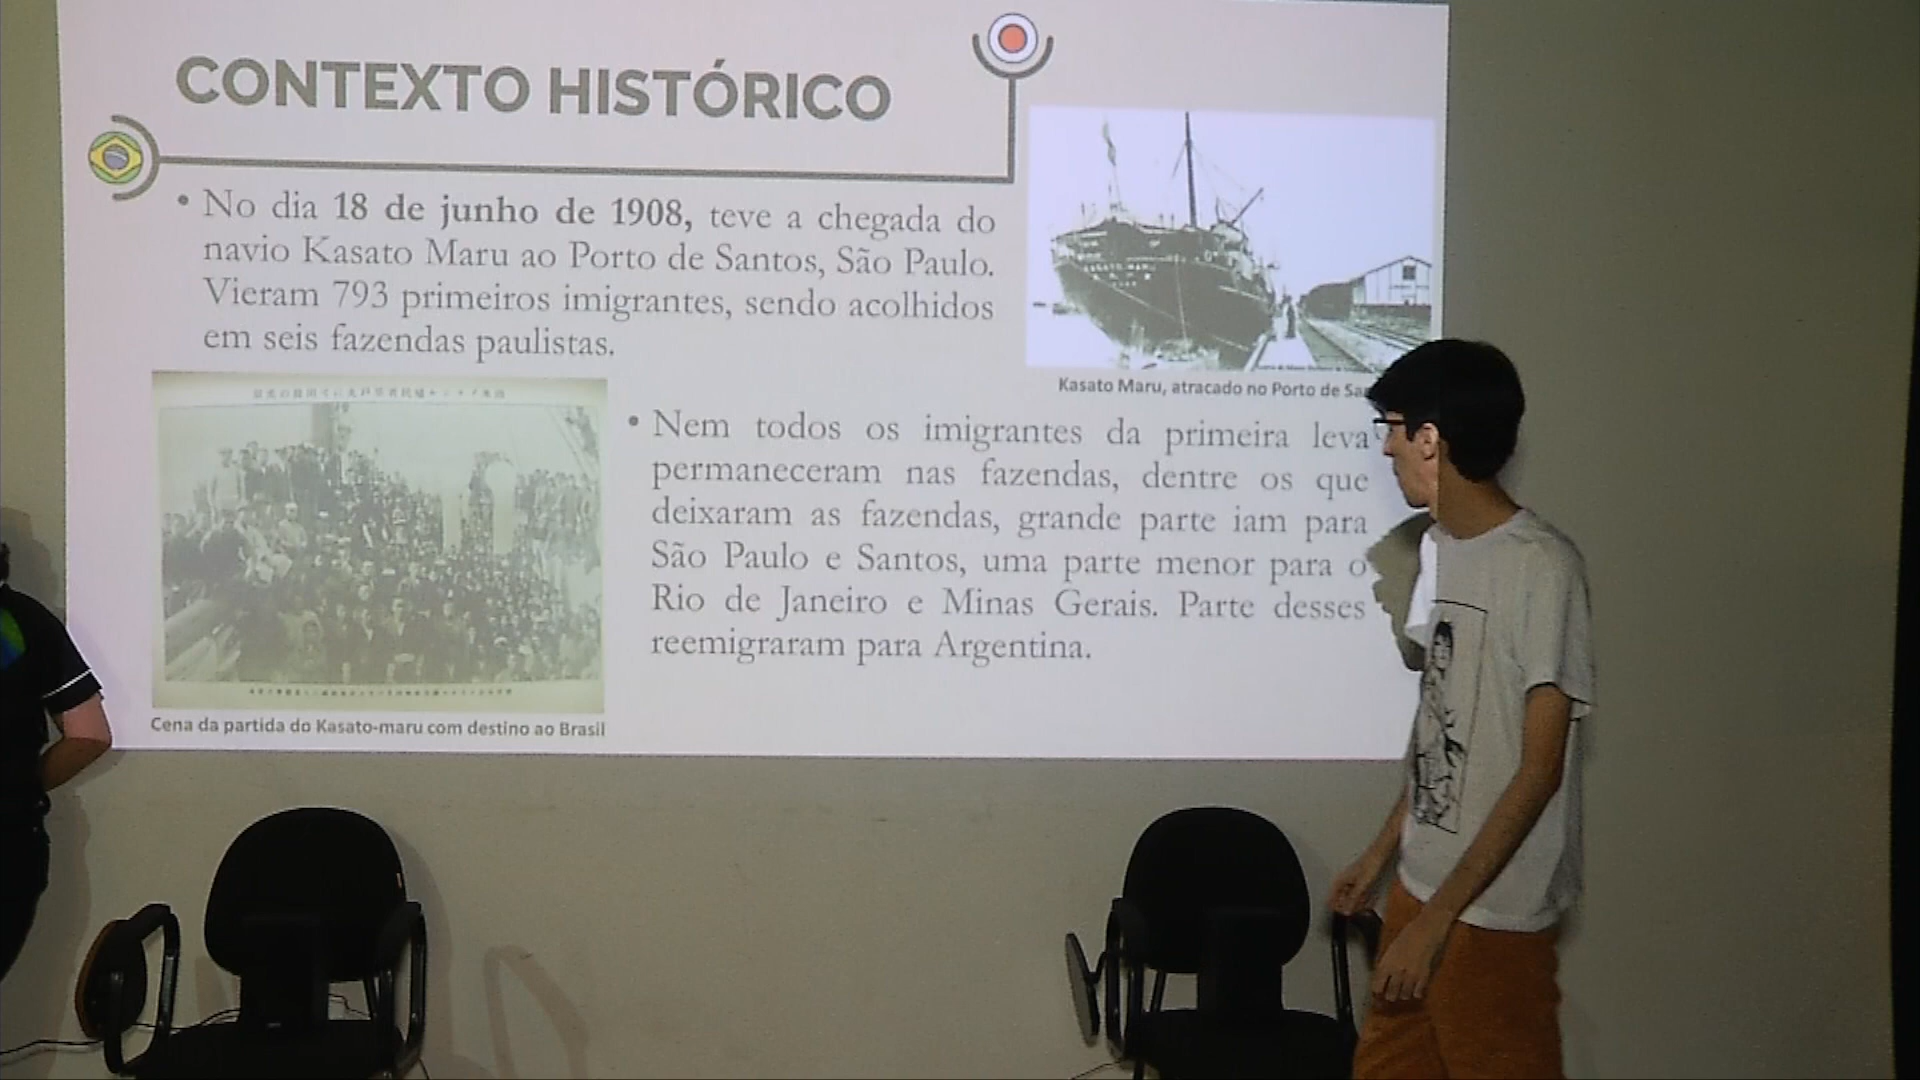 CONTEXTO HISTÓRICO
• No dia 18 de junho de 1908, teve a chegada do
navio Kasato Maru ao Porto de Santos, São Paulo.
Vieram 793 primeiros imigrantes, sendo acolhidos
em seis fazendas paulistas.
KASATO MARU
Kasato Maru, atracado no Porto de
• Nem todos os imigrantes da primeira leva
permaneceram nas fazendas, dentre os que
deixaram as fazendas, grande parte iam para
São Paulo e Santos, uma parte menor para o
Rio de Janeiro e Minas Gerais. Parte desses
reemigraram para Argentina.
Cena da partida do Kasato-maru com destino ao Brasil